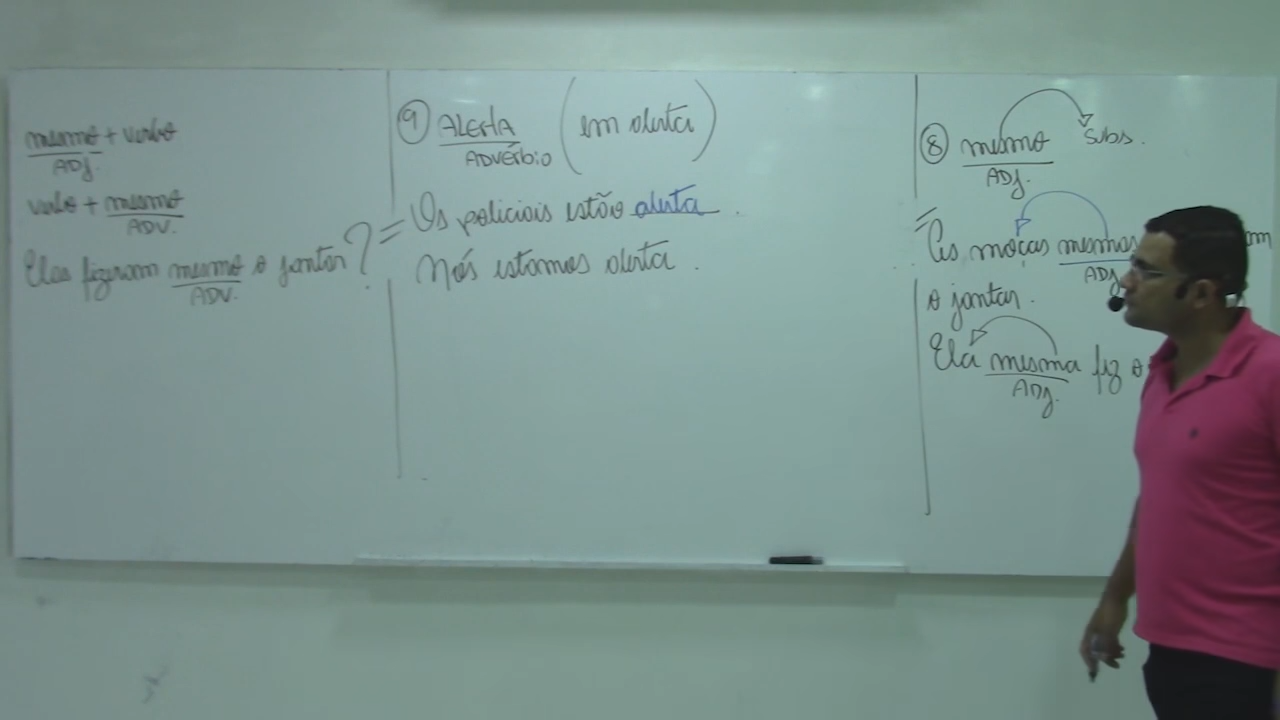 mesmo + verbo
ADJ.
verbo + mesmo
ADV.
Elas fizeram mesmo o jantar?
ADV.
9 ALERTA (em alerta)
ADVÉRBIO
= Os policiais estão alerta.
Nós estamos alerta.
8 mesmo Subs.
ADJ.
= As moças mesmas
ADJ
o jantar.
Ela mesma fez o
ADJ.